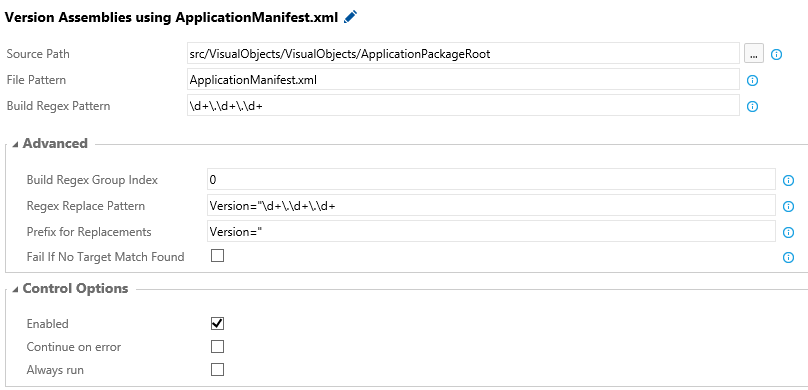 Version Assemblies using ApplicationManifest.xml
Source Path src/VisualObjects/VisualObjects/ApplicationPackageRoot ...
File Pattern ApplicationManifest.xml
Build Regex Pattern \d+\.\d+\.\d+
Advanced
Build Regex Group Index 0
Regex Replace Pattern Version="\d+\.\d+\.\d+
Prefix for Replacements Version="
Fail If No Target Match Found
Control Options
Enabled
Continue on error
Always run